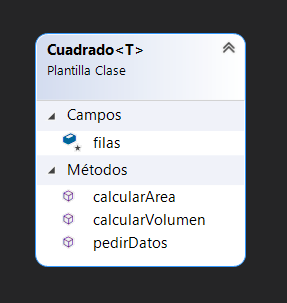 Cuadrado<T>
Plantilla Clase
Campos
filas
Métodos
calcularArea
calcularVolumen
pedirDatos